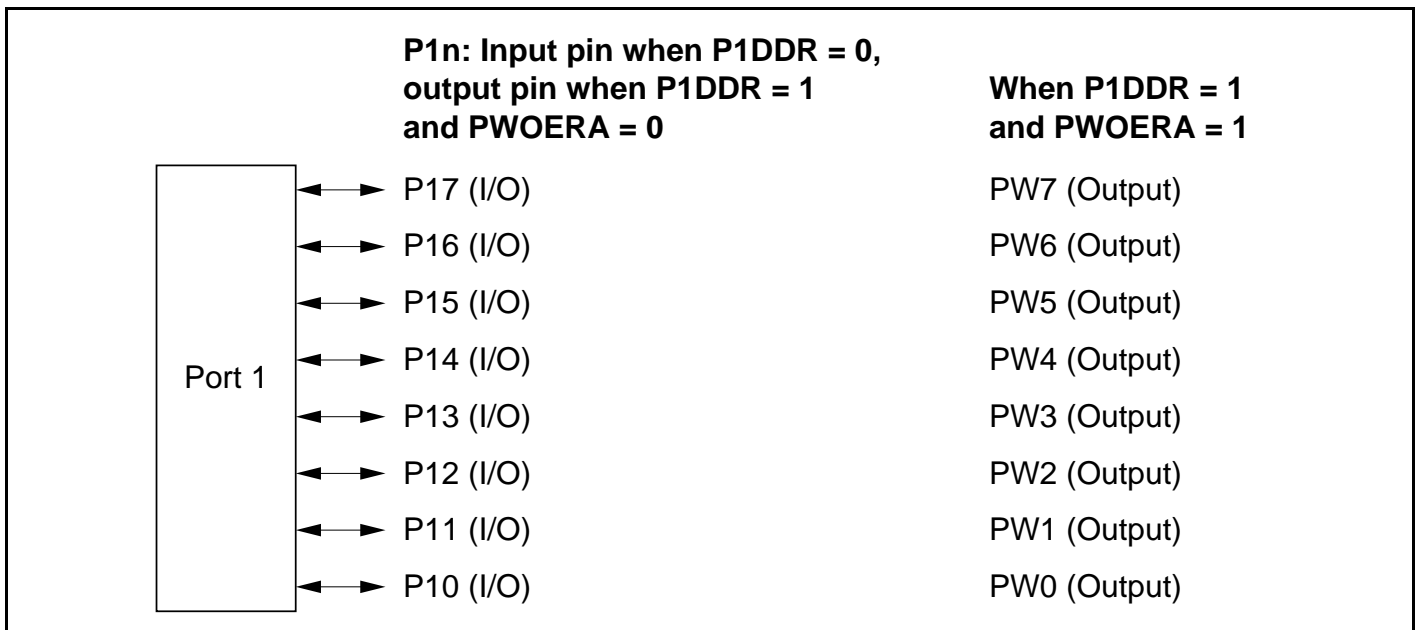 P1n: Input pin when P1DDR = 0,
output pin when P1DDR = 1
and PWOERA = 0
When P1DDR = 1
and PWOERA = 1
Port 1
P17 (I/O) PW7 (Output)
P16 (I/O) PW6 (Output)
P15 (I/O) PW5 (Output)
P14 (I/O) PW4 (Output)
P13 (I/O) PW3 (Output)
P12 (I/O) PW2 (Output)
P11 (I/O) PW1 (Output)
P10 (I/O) PW0 (Output)